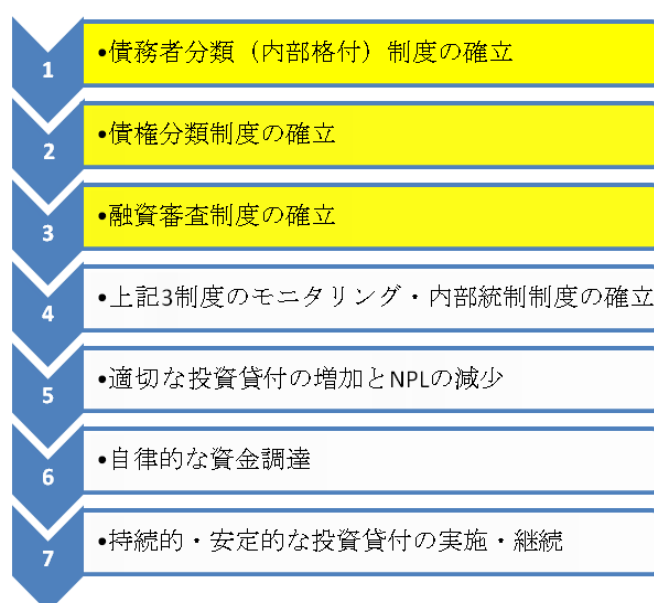 1
•債務者分類（内部格付）制度の確立
2
•債権分類制度の確立
3
•融資審査制度の確立
4
•上記3制度のモニタリング・内部統制制度の確立
5
•適切な投資貸付の増加とNPLの減少
6
•自律的な資金調達
7
•持続的・安定的な投資貸付の実施・継続